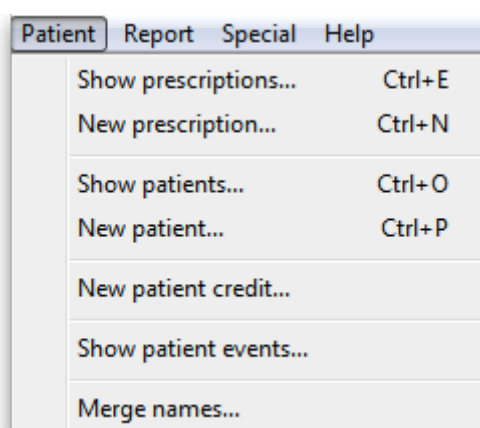 Patient Report Special Help
Show prescriptions... Ctrl+E
New prescription... Ctrl+N
Show patients... Ctrl+O
New patient... Ctrl+P
New patient credit...
Show patient events...
Merge names...